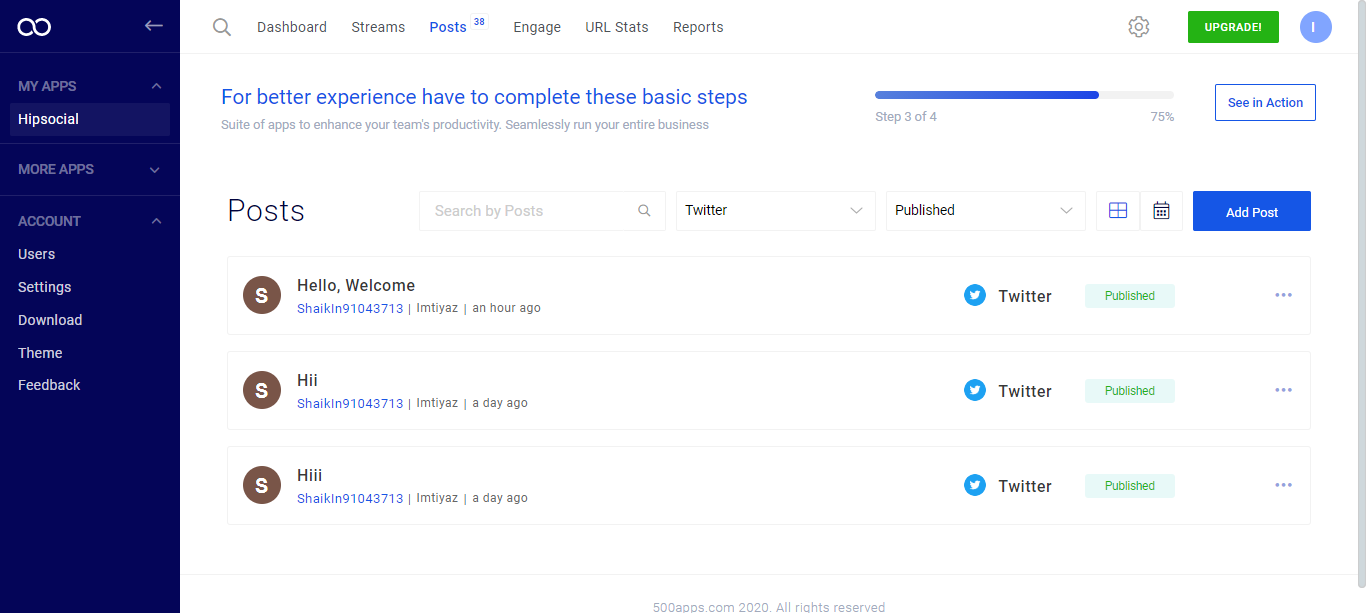 Dashboard Streams Posts 38 Engage URL Stats Reports UPGRADE! I
MY APPS
Hipsocial
MORE APPS
ACCOUNT
Users
Settings
Download
Theme
Feedback
For better experience have to complete these basic steps
Suite of apps to enhance your team's productivity. Seamlessly run your entire business
Step 3 of 4 75%
See in Action
Posts Search by Posts Twitter Published Add Post
S Hello, Welcome
ShaikIn91043713 | Imtiyaz | an hour ago
Twitter Published
S Hii
ShaikIn91043713 | Imtiyaz | a day ago
Twitter Published
S Hiii
ShaikIn91043713 | Imtiyaz | a day ago
Twitter Published
500apps.com 2020. All rights reserved